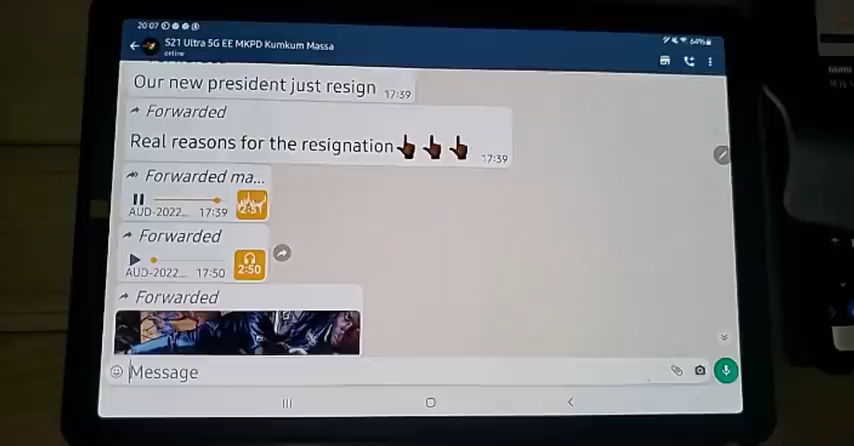 20:07
64%
S21 Ultra 5G EE MKPD Kumkum Massa
online
Our new president just resign 17:39
Forwarded
Real reasons for the resignation👆🏿👆🏿👆🏿 17:39
Forwarded ma...
AUD-2022... 17:39 2:51
Forwarded
AUD-2022... 17:50 2:50
Forwarded
Message